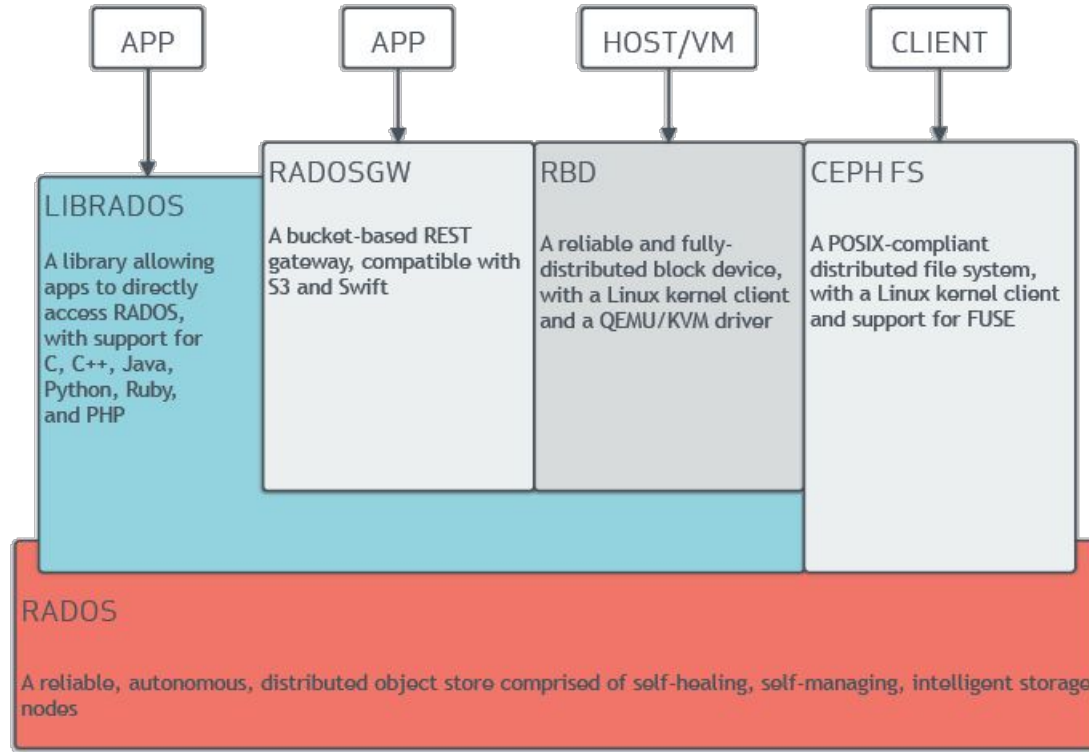 APP
APP
HOST/VM
CLIENT
LIBRADOS
A library allowing
apps to directly
access RADOS,
with support for
C, C++, Java,
Python, Ruby,
and PHP
RADOSGW
A bucket-based REST
gateway, compatible with
S3 and Swift
RBD
A reliable and fully-
distributed block device,
with a Linux kernel client
and a QEMU/KVM driver
CEPH FS
A POSIX-compliant
distributed file system,
with a Linux kernel client
and support for FUSE
RADOS
A reliable, autonomous, distributed object store comprised of self-healing, self-managing, intelligent storage
nodes